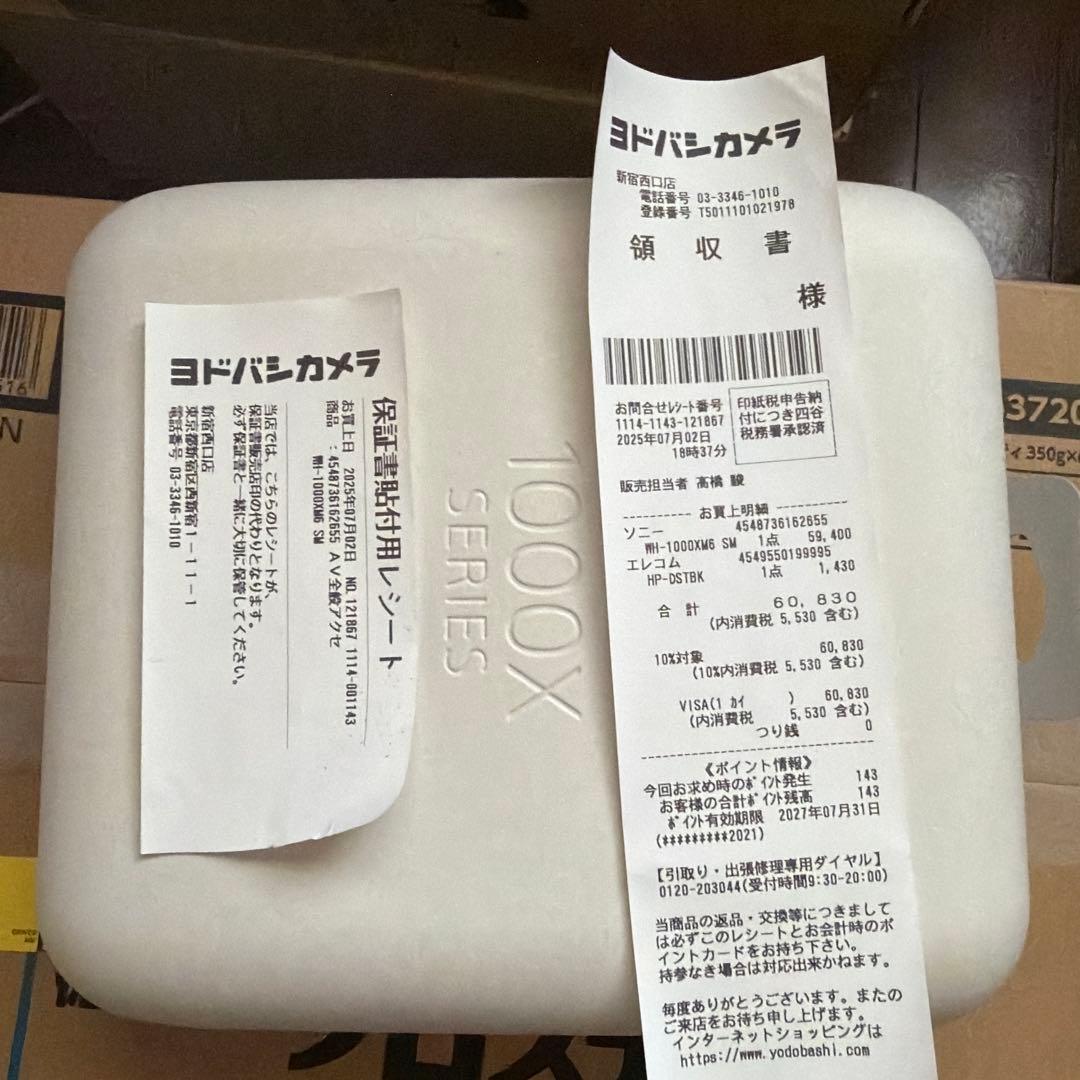 ヨドバシカメラ
新宿西口店
電話番号 03-3346-1010
登録番号 T5011101021978
領 収 書
様
お問合せレシート番号
1114-1143-121867
2025年07月02日
18時37分
印紙税申告納
付につき四谷
税務署承認済
販売担当者 高橋 駿
お買上明細
ソニー 4548736162655
WH-1000XM6 SM 1点 59,400
エレコム 4549550199995
HP-DSTBK 1点 1,430
合 計 60,830
(内消費税 5,530 含む)
10%対象 60,830
(10%内消費税 5,530 含む)
VISA(1 カイ ) 60,830
(内消費税 5,530 含む)
つり銭 0
《ポイント情報》
今回お求め時のポイント発生 143
お客様の合計ポイント残高 143
ポイント有効期限 2027年07月31日
(*********2021)
【引取り・出張修理専用ダイヤル】
0120-203044(受付時間9:30-20:00)
当商品の返品・交換等につきまして
は必ずこのレシートとお会計時のポ
イントカードをお持ち下さい。
持参なき場合は対応出来かねます。
毎度ありがとうございます。またの
ご来店をお待ち申し上げます。
インターネットショッピングは
https://www.yodobashi.com
ヨドバシカメラ
保証書貼付用レシート
お買上日 2025年07月02日 NO.121867 1114-001143
商品 :4548736162655 AV全般アクセ
WH-1000XM6 SM
当店では、こちらのレシートが、
保証書販売店印の代わりとなります。
必ず保証書と一緒に大切に保管してください。
新宿西口店
東京都新宿区西新宿1-11-1
電話番号 03-3346-1010
1000X
SERIES
3720
350g×